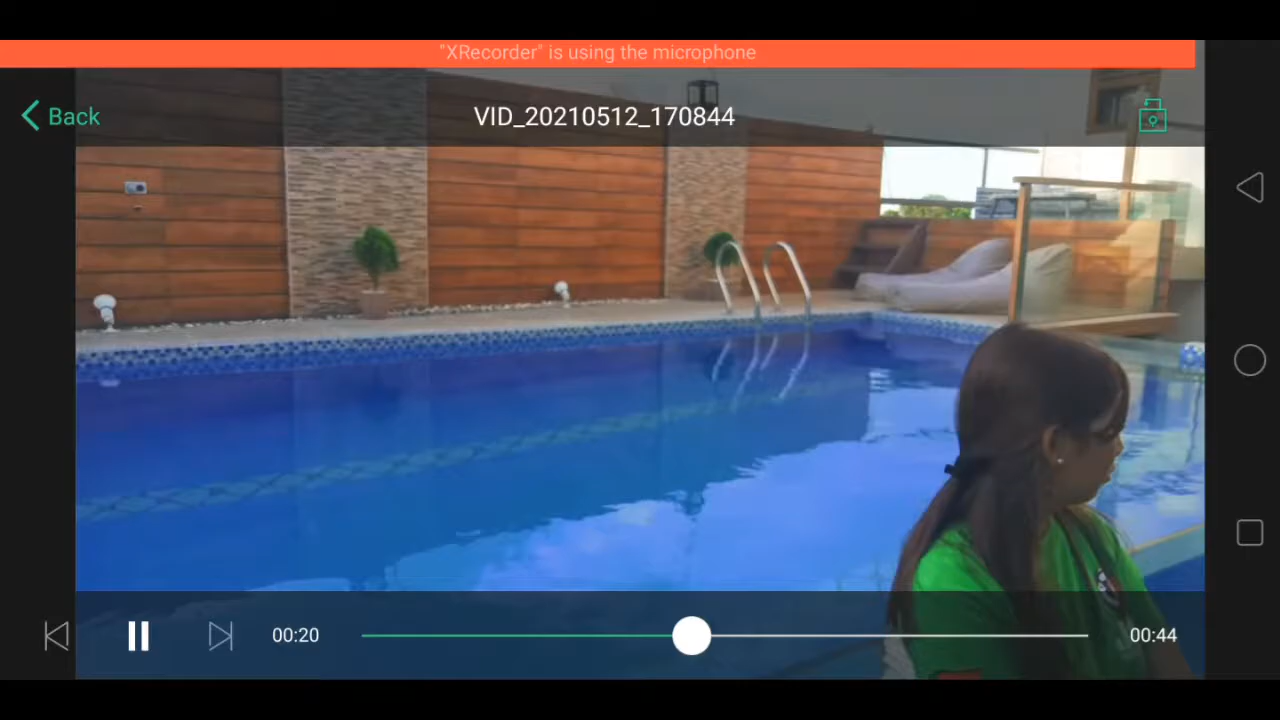 "XRecorder" is using the microphone
Back
VID_20210512_170844
00:20
00:44